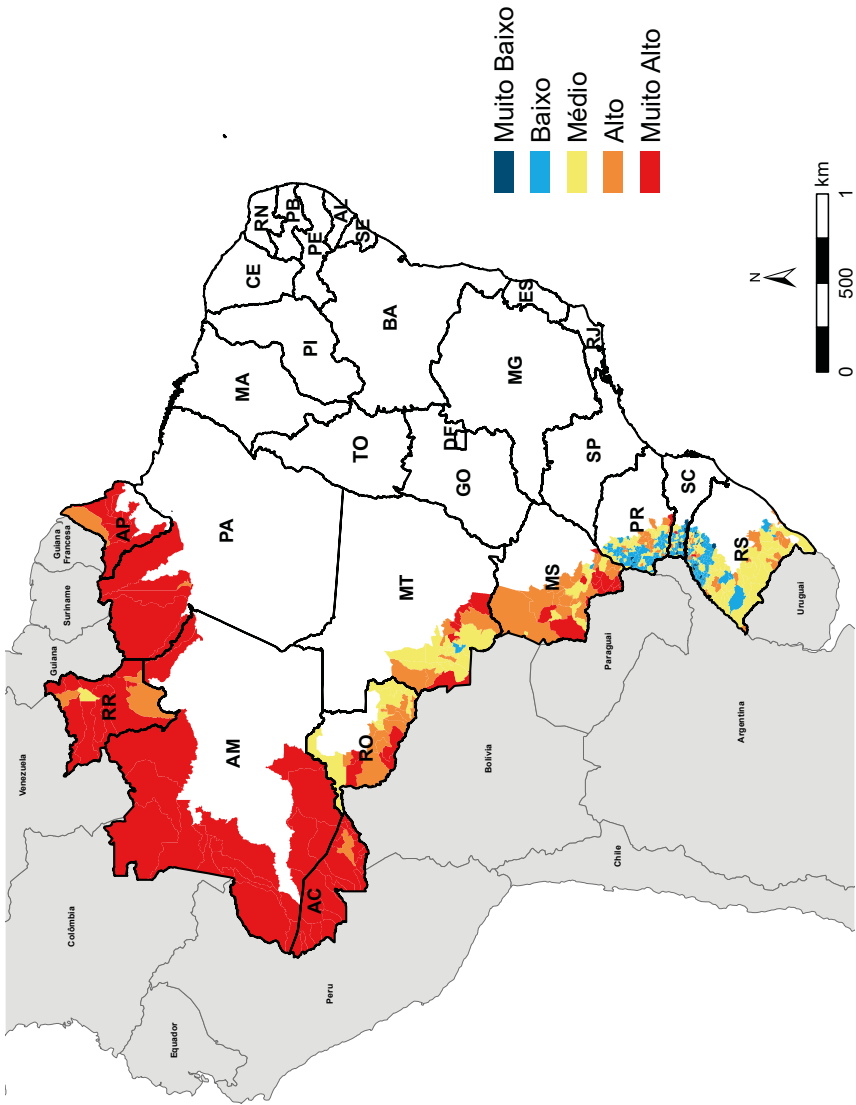 Venezuela
Guiana
Suriname
Guiana
Francesa
Colômbia
Equador
Peru
Bolívia
Chile
Paraguai
Argentina
Uruguai
RR
AP
AM
PA
AC
RO
MT
MA
CE
RN
PB
PE
AL
SE
PI
TO
BA
GO
DF
MG
ES
RJ
MS
SP
PR
SC
RS
Muito Baixo
Baixo
Médio
Alto
Muito Alto
N
0 500 1
km